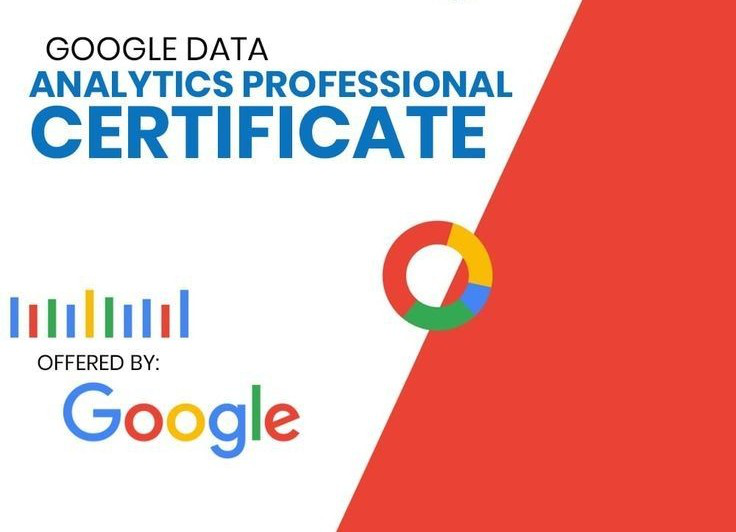 GOOGLE DATA
ANALYTICS PROFESSIONAL
CERTIFICATE
OFFERED BY:
Google